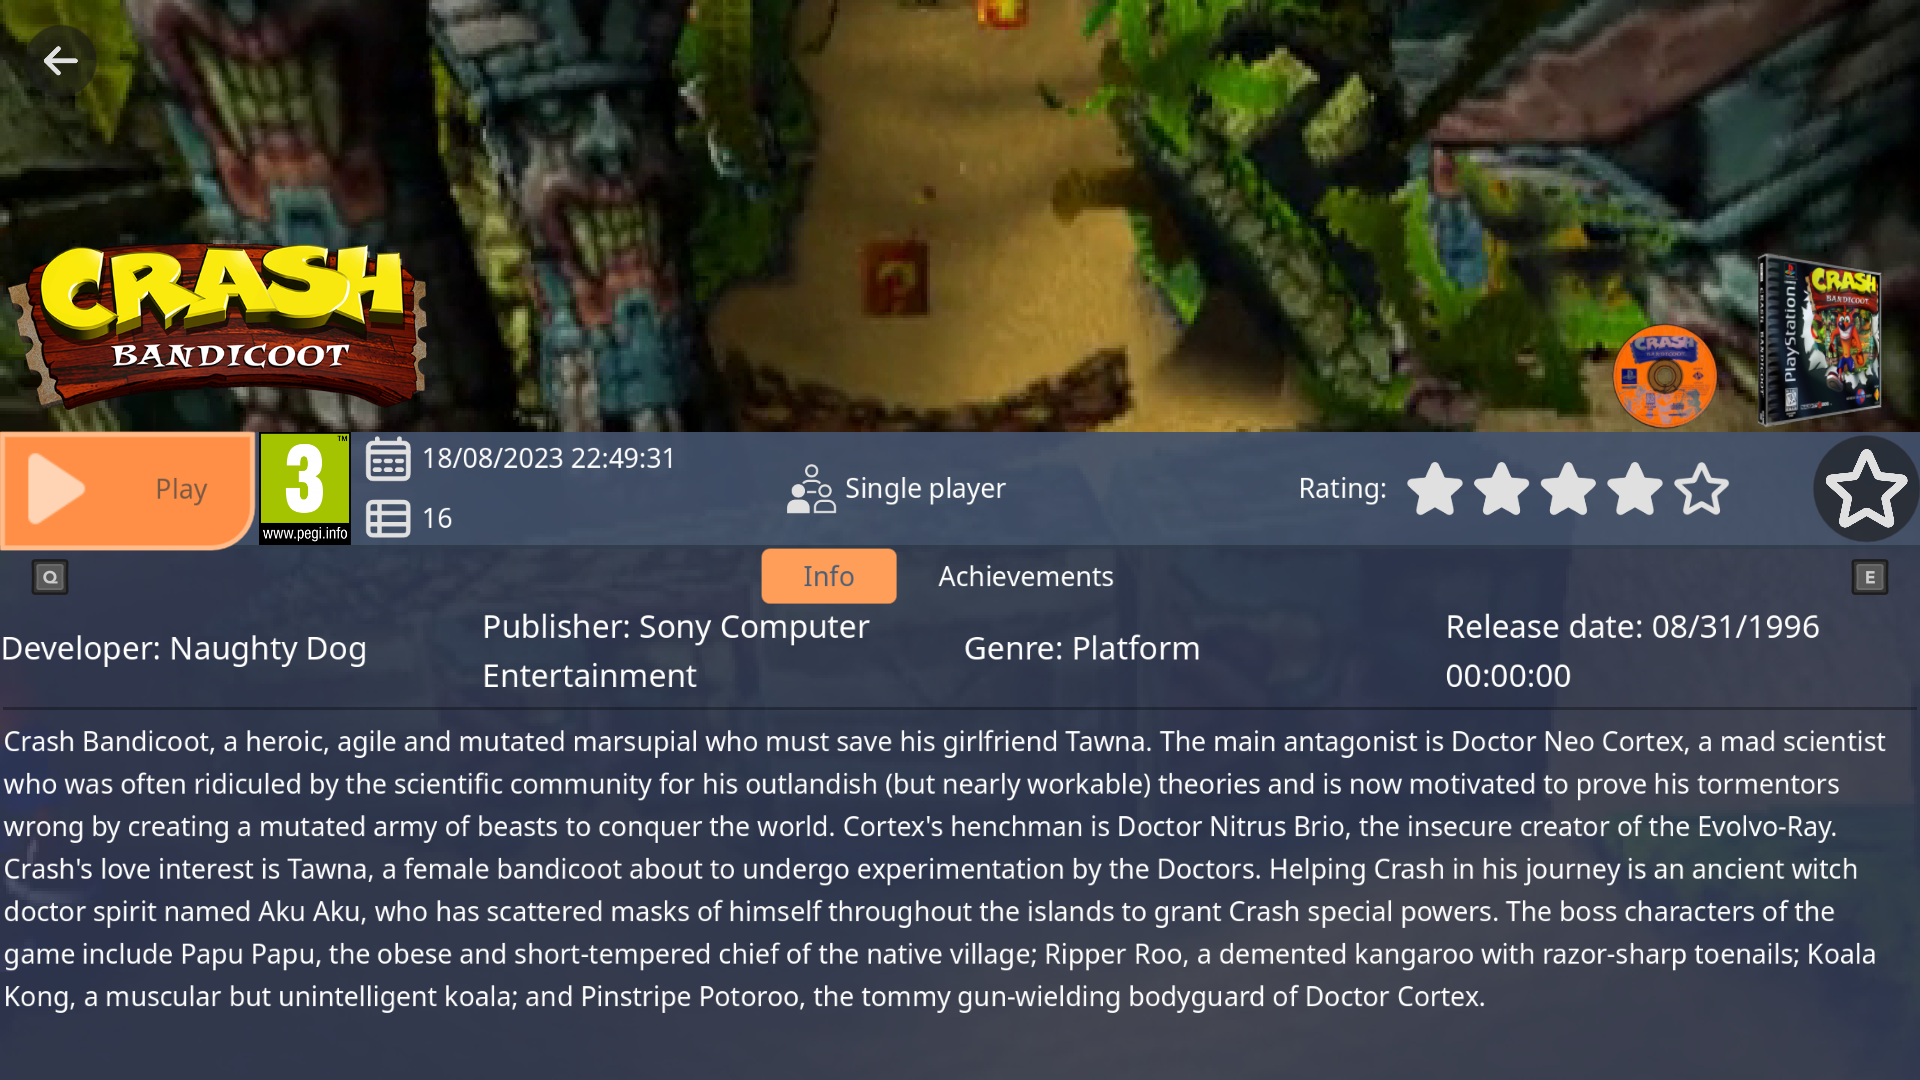 CRASH
BANDICOOT
CRASH
BANDICOOT
PlayStation
CRASH
Play
3
™
www.pegi.info
18/08/2023 22:49:31
16
Single player
Rating:
Q
Info
Achievements
E
Developer: Naughty Dog
Publisher: Sony Computer
Entertainment
Genre: Platform
Release date: 08/31/1996
00:00:00
Crash Bandicoot, a heroic, agile and mutated marsupial who must save his girlfriend Tawna. The main antagonist is Doctor Neo Cortex, a mad scientist
who was often ridiculed by the scientific community for his outlandish (but nearly workable) theories and is now motivated to prove his tormentors
wrong by creating a mutated army of beasts to conquer the world. Cortex's henchman is Doctor Nitrus Brio, the insecure creator of the Evolvo-Ray.
Crash's love interest is Tawna, a female bandicoot about to undergo experimentation by the Doctors. Helping Crash in his journey is an ancient witch
doctor spirit named Aku Aku, who has scattered masks of himself throughout the islands to grant Crash special powers. The boss characters of the
game include Papu Papu, the obese and short-tempered chief of the native village; Ripper Roo, a demented kangaroo with razor-sharp toenails; Koala
Kong, a muscular but unintelligent koala; and Pinstripe Potoroo, the tommy gun-wielding bodyguard of Doctor Cortex.